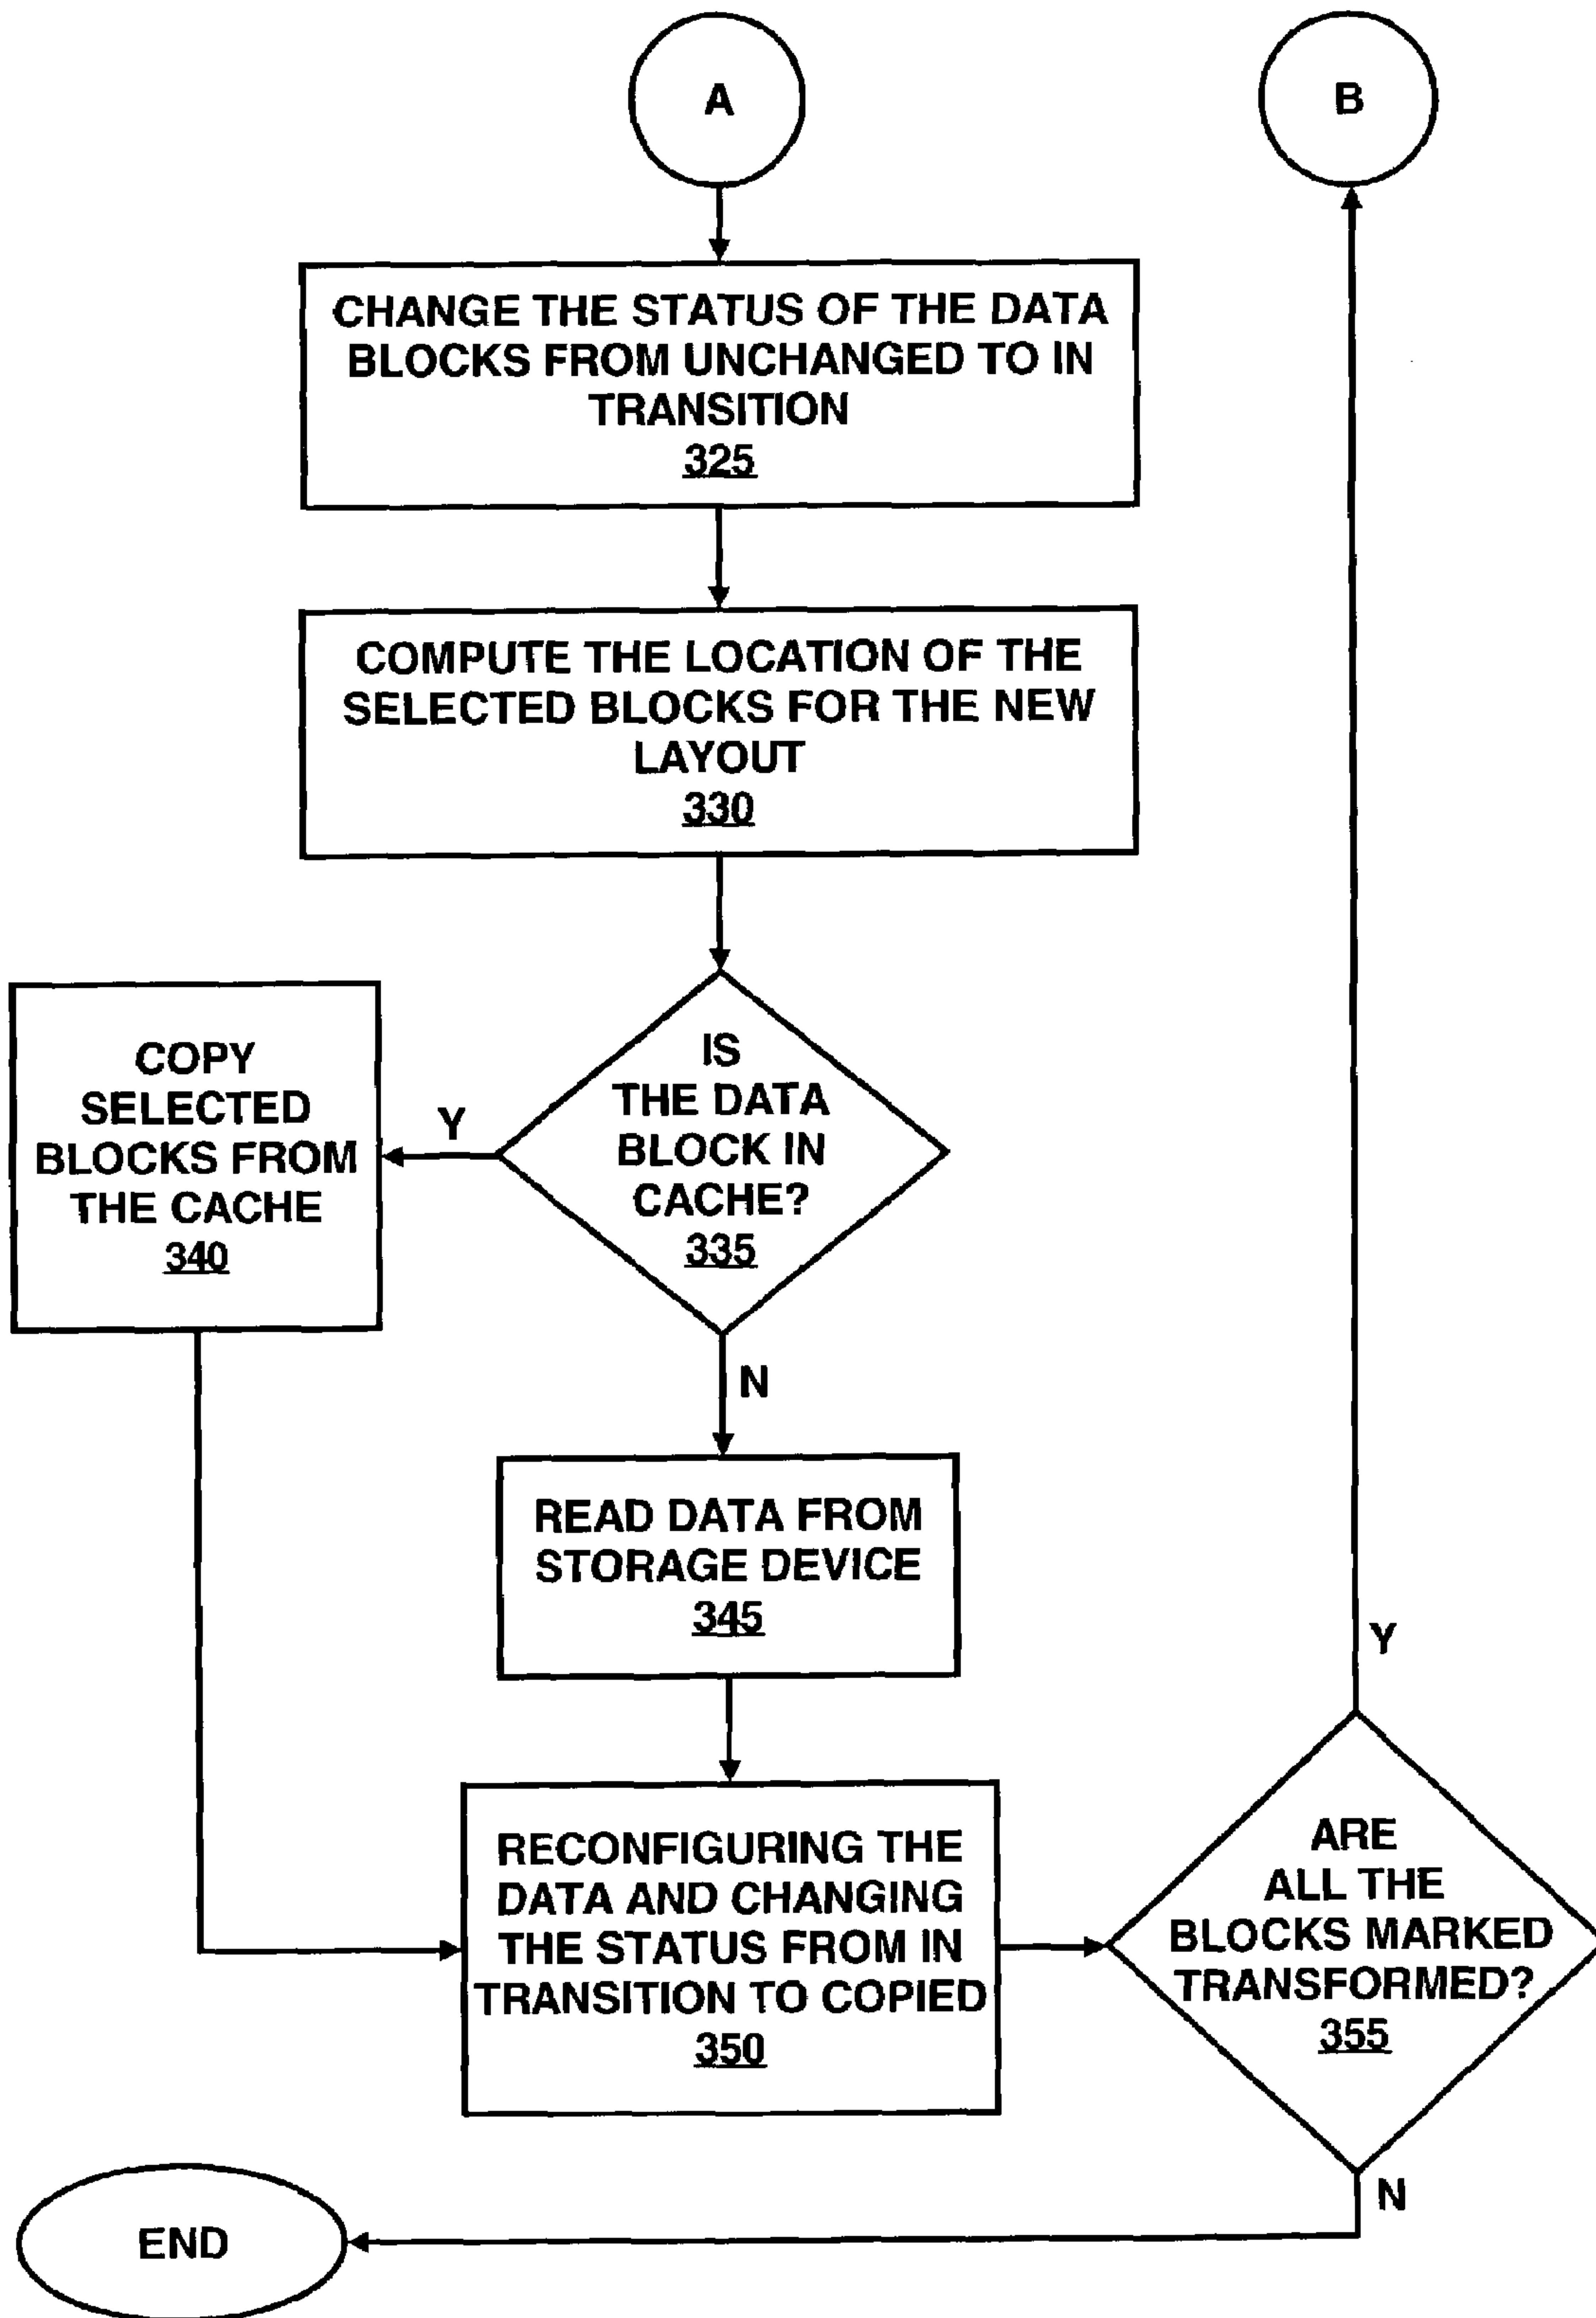 A
B
CHANGE THE STATUS OF THE DATA
BLOCKS FROM UNCHANGED TO IN
TRANSITION
325
COMPUTE THE LOCATION OF THE
SELECTED BLOCKS FOR THE NEW
LAYOUT
330
IS
THE DATA
BLOCK IN
CACHE?
335
Y
COPY
SELECTED
BLOCKS FROM
THE CACHE
340
N
READ DATA FROM
STORAGE DEVICE
345
RECONFIGURING THE
DATA AND CHANGING
THE STATUS FROM IN
TRANSITION TO COPIED
350
Y
ARE
ALL THE
BLOCKS MARKED
TRANSFORMED?
355
N
END